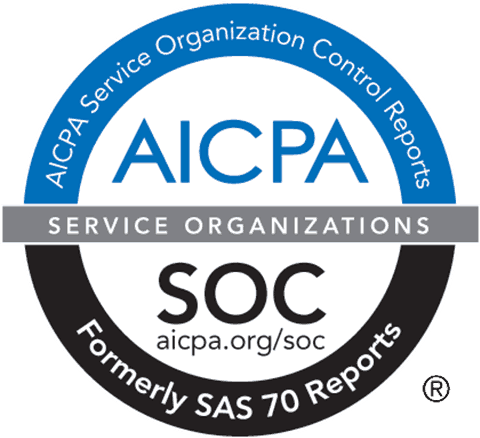 AICPA Service Organization Control Reports
AICPA
SERVICE ORGANIZATIONS
SOC
aicpa.org/soc
Formerly SAS 70 Reports
®